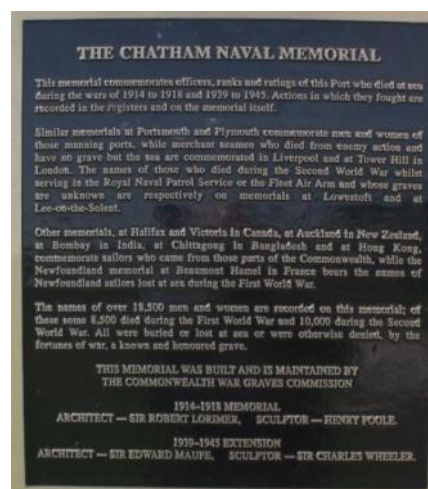 THE CHATHAM NAVAL MEMORIAL
This memorial commemorates officers, ranks and ratings of this Port who died at sea
during the wars of 1914 to 1918 and 1939 to 1945. Actions in which they fought are
recorded in the registers and on the memorial itself.
Similar memorials at Portsmouth and Plymouth commemorate men and women of
those manning ports, while merchant seamen who died from enemy action and
have no grave but the sea are commemorated in Liverpool and at Tower Hill in
London. The names of those who died during the Second World War whilst
serving in the Royal Naval Patrol Service or the Fleet Air Arm and whose graves
are unknown are respectively on memorials at Lowestoft and at
Lee-on-the-Solent.
Other memorials, at Halifax and Victoria in Canada, at Auckland in New Zealand,
at Bombay in India, at Chittagong in Bangladesh and at Hong Kong,
commemorate sailors who came from those parts of the Commonwealth, while the
Newfoundland memorial at Beaumont Hamel in France bears the names of
Newfoundland sailors lost at sea during the First World War.
The names of over 18,500 men and women are recorded on this memorial; of
these some 8,500 died during the First World War and 10,000 during the Second
World War. All were buried or lost at sea or were otherwise denied, by the
fortunes of war, a known and honoured grave.
THIS MEMORIAL WAS BUILT AND IS MAINTAINED BY
THE COMMONWEALTH WAR GRAVES COMMISSION
1914–1918 MEMORIAL
ARCHITECT — SIR ROBERT LORIMER, SCULPTOR — HENRY POOLE.
1939–1945 EXTENSION
ARCHITECT — SIR EDWARD MAUFE, SCULPTOR — SIR CHARLES WHEELER.